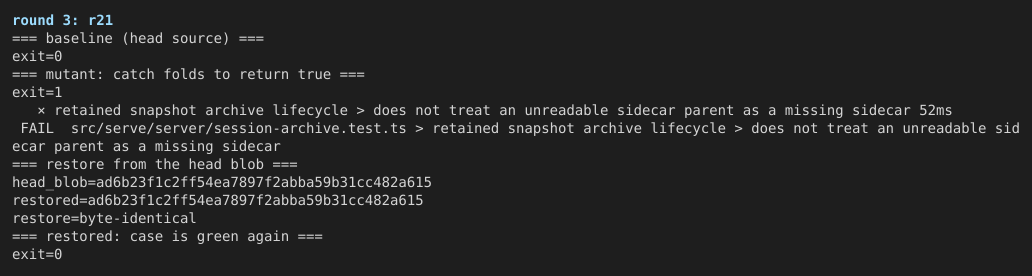 round 3: r21
=== baseline (head source) ===
exit=0
=== mutant: catch folds to return true ===
exit=1
× retained snapshot archive lifecycle > does not treat an unreadable sidecar parent as a missing sidecar 52ms
FAIL  src/serve/server/session-archive.test.ts > retained snapshot archive lifecycle > does not treat an unreadable sid
ecar parent as a missing sidecar
=== restore from the head blob ===
head_blob=ad6b23f1c2ff54ea7897f2abba59b31cc482a615
restored=ad6b23f1c2ff54ea7897f2abba59b31cc482a615
restore=byte-identical
=== restored: case is green again ===
exit=0